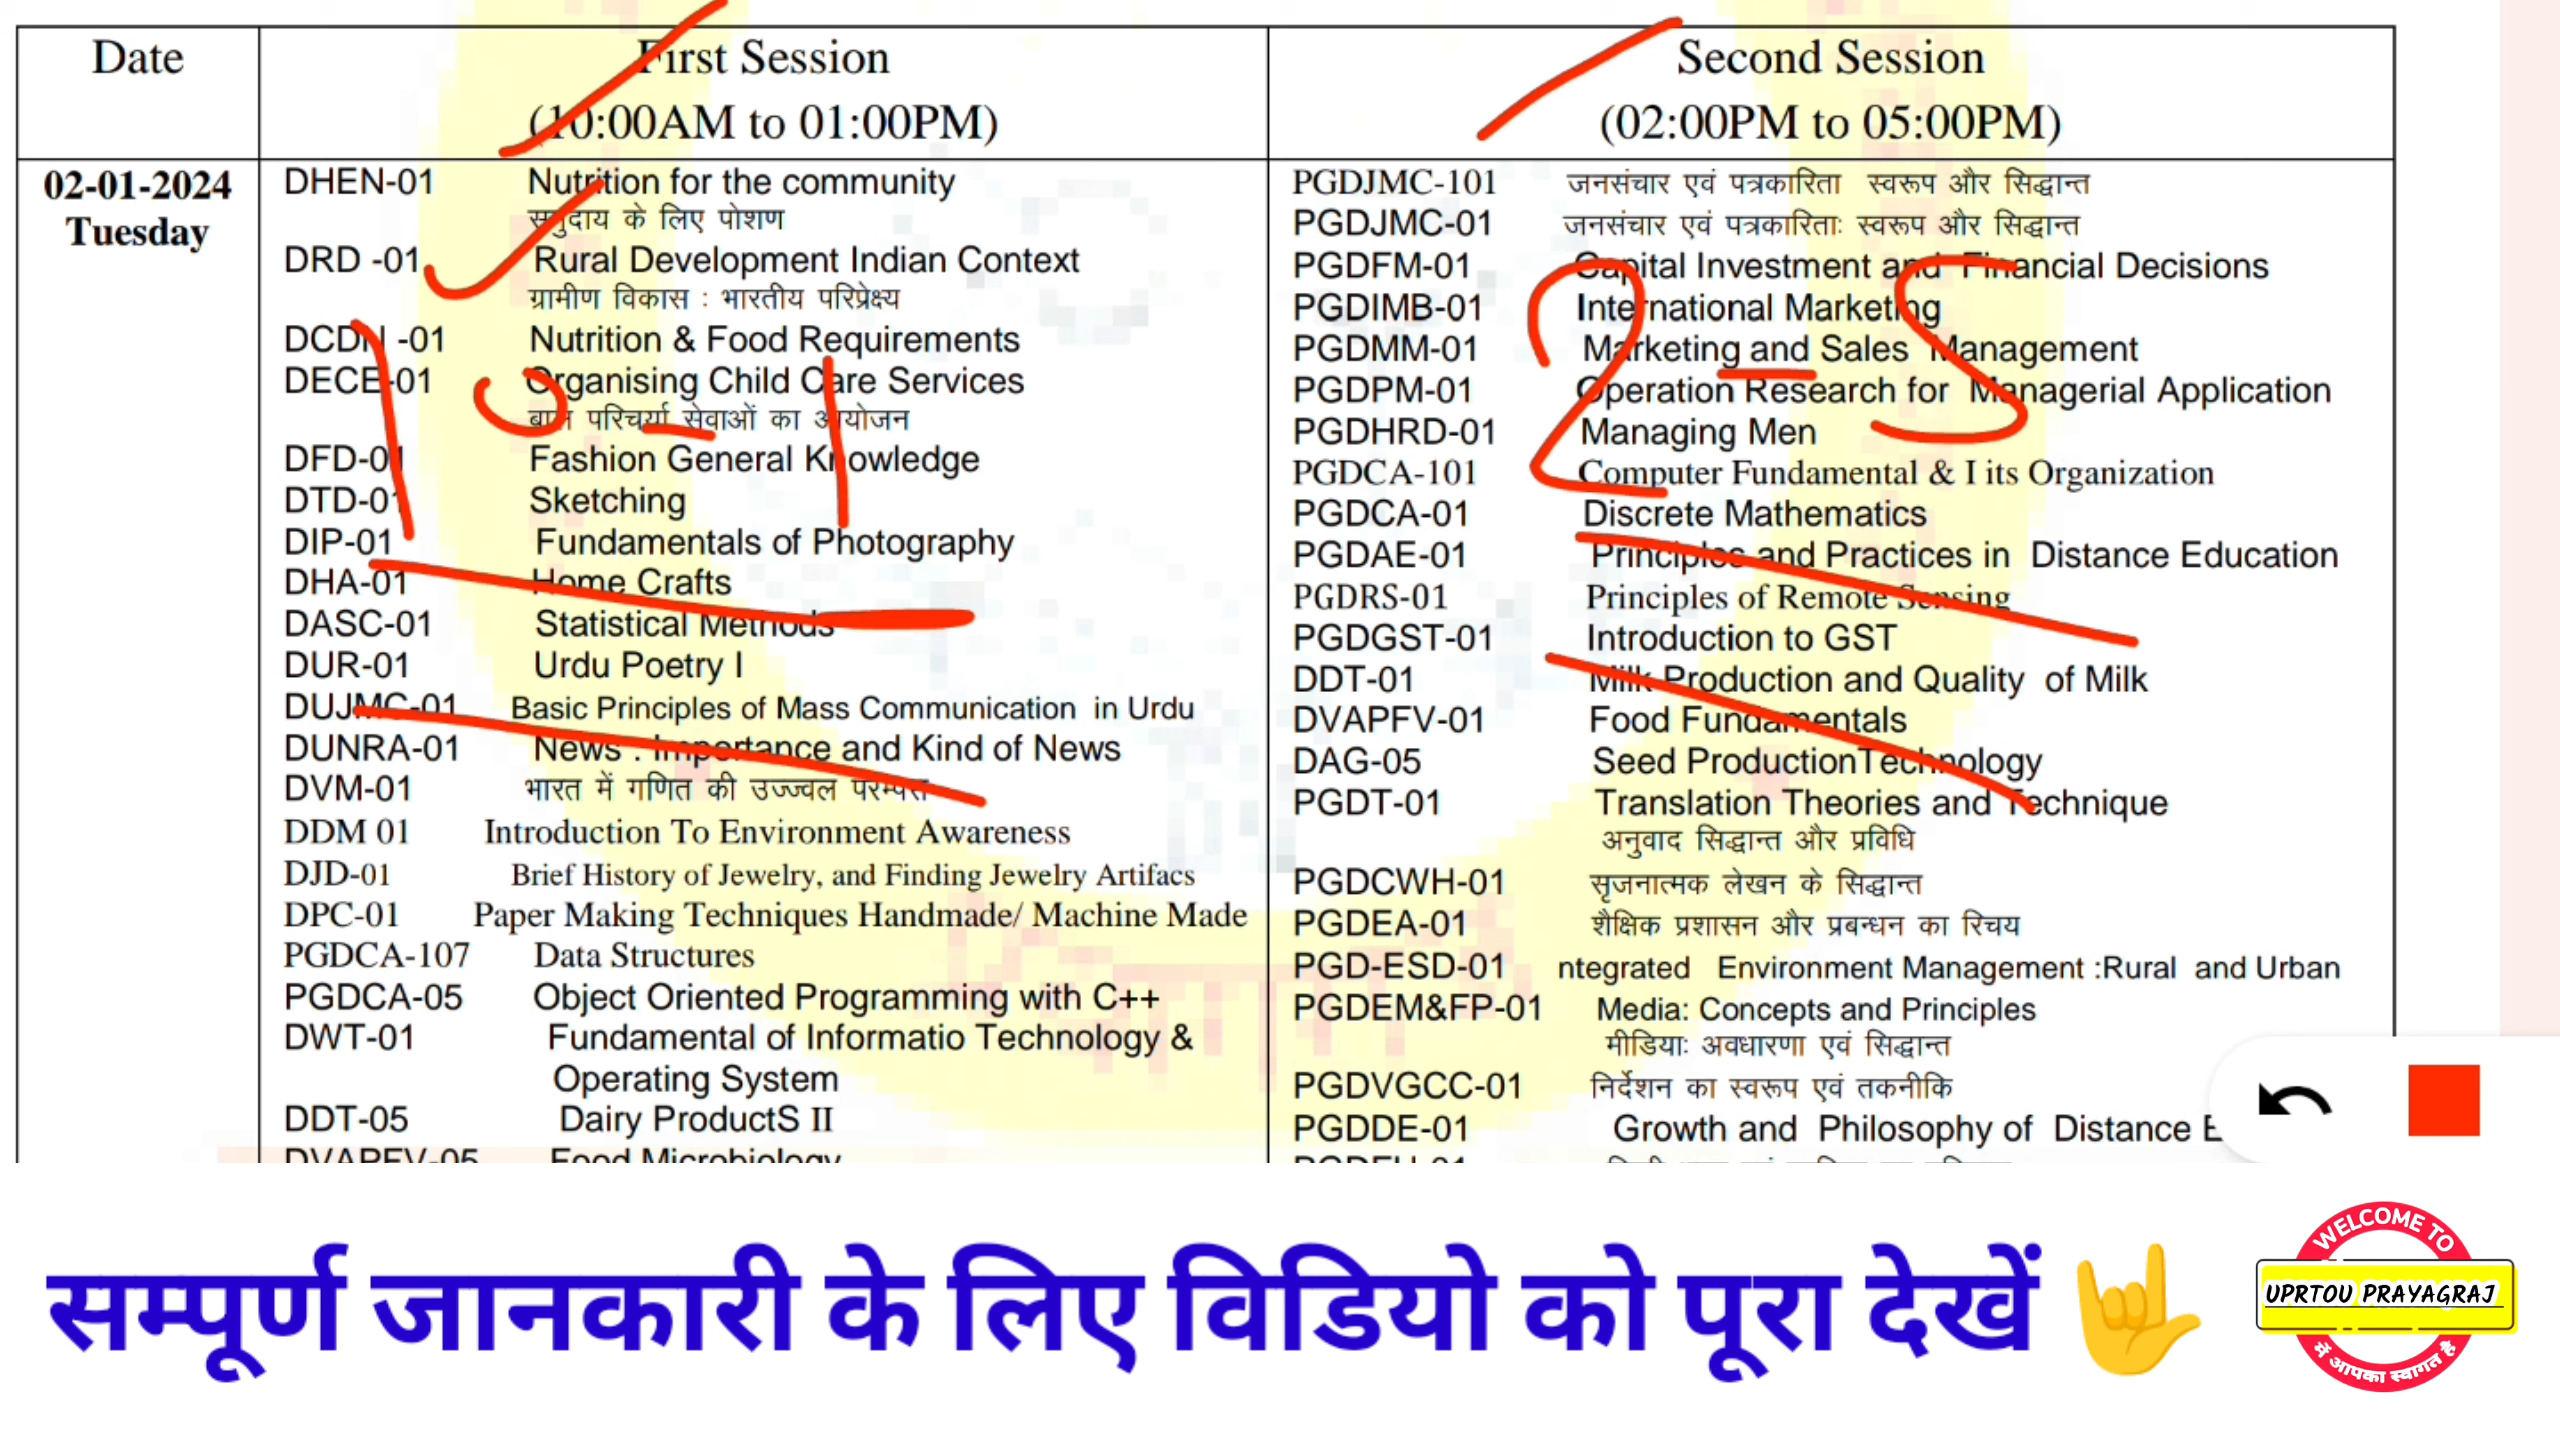 Date
First Session
(10:00AM to 01:00PM)
Second Session
(02:00PM to 05:00PM)
02-01-2024
Tuesday
DHEN-01 Nutrition for the community
समुदाय के लिए पोशण
DRD -01 Rural Development Indian Context
ग्रामीण विकास : भारतीय परिप्रेक्ष्य
DCDN -01 Nutrition & Food Requirements
DECE-01 Organising Child Care Services
बाल परिचर्या सेवाओं का आयोजन
DFD-01 Fashion General Knowledge
DTD-01 Sketching
DIP-01 Fundamentals of Photography
DHA-01 Home Crafts
DASC-01 Statistical Methods
DUR-01 Urdu Poetry I
DUJMC-01 Basic Principles of Mass Communication in Urdu
DUNRA-01 News : Importance and Kind of News
DVM-01 भारत में गणित की उज्ज्वल परम्परा
DDM 01 Introduction To Environment Awareness
DJD-01 Brief History of Jewelry, and Finding Jewelry Artifacs
DPC-01 Paper Making Techniques Handmade/ Machine Made
PGDCA-107 Data Structures
PGDCA-05 Object Oriented Programming with C++
DWT-01 Fundamental of Informatio Technology &
Operating System
DDT-05 Dairy ProductS II
DVAPFV-05 Food Microbiology
10 - 1
PGDJMC-101 जनसंचार एवं पत्रकारिता स्वरूप और सिद्धान्त
PGDJMC-01 जनसंचार एवं पत्रकारिताः स्वरूप और सिद्धान्त
PGDFM-01 Capital Investment and Financial Decisions
PGDIMB-01 International Marketing
PGDMM-01 Marketing and Sales Management
PGDPM-01 Operation Research for Managerial Application
PGDHRD-01 Managing Men
PGDCA-101 Computer Fundamental & I its Organization
PGDCA-01 Discrete Mathematics
PGDAE-01 Principles and Practices in Distance Education
PGDRS-01 Principles of Remote Sensing
PGDGST-01 Introduction to GST
DDT-01 Milk Production and Quality of Milk
DVAPFV-01 Food Fundamentals
DAG-05 Seed ProductionTechnology
PGDT-01 Translation Theories and Technique
अनुवाद सिद्धान्त और प्रविधि
PGDCWH-01 सृजनात्मक लेखन के सिद्धान्त
PGDEA-01 शैक्षिक प्रशासन और प्रबन्धन का रिचय
PGD-ESD-01 ntegrated Environment Management :Rural and Urban
PGDEM&FP-01 Media: Concepts and Principles
मीडियाः अवधारणा एवं सिद्धान्त
PGDVGCC-01 निर्देशन का स्वरूप एवं तकनीकि
PGDDE-01 Growth and Philosophy of Distance E
2 - 5
सम्पूर्ण जानकारी के लिए विडियो को पूरा देखें
WELCOME TO
UPRTOU PRAYAGRAJ
में आपका स्वागत है